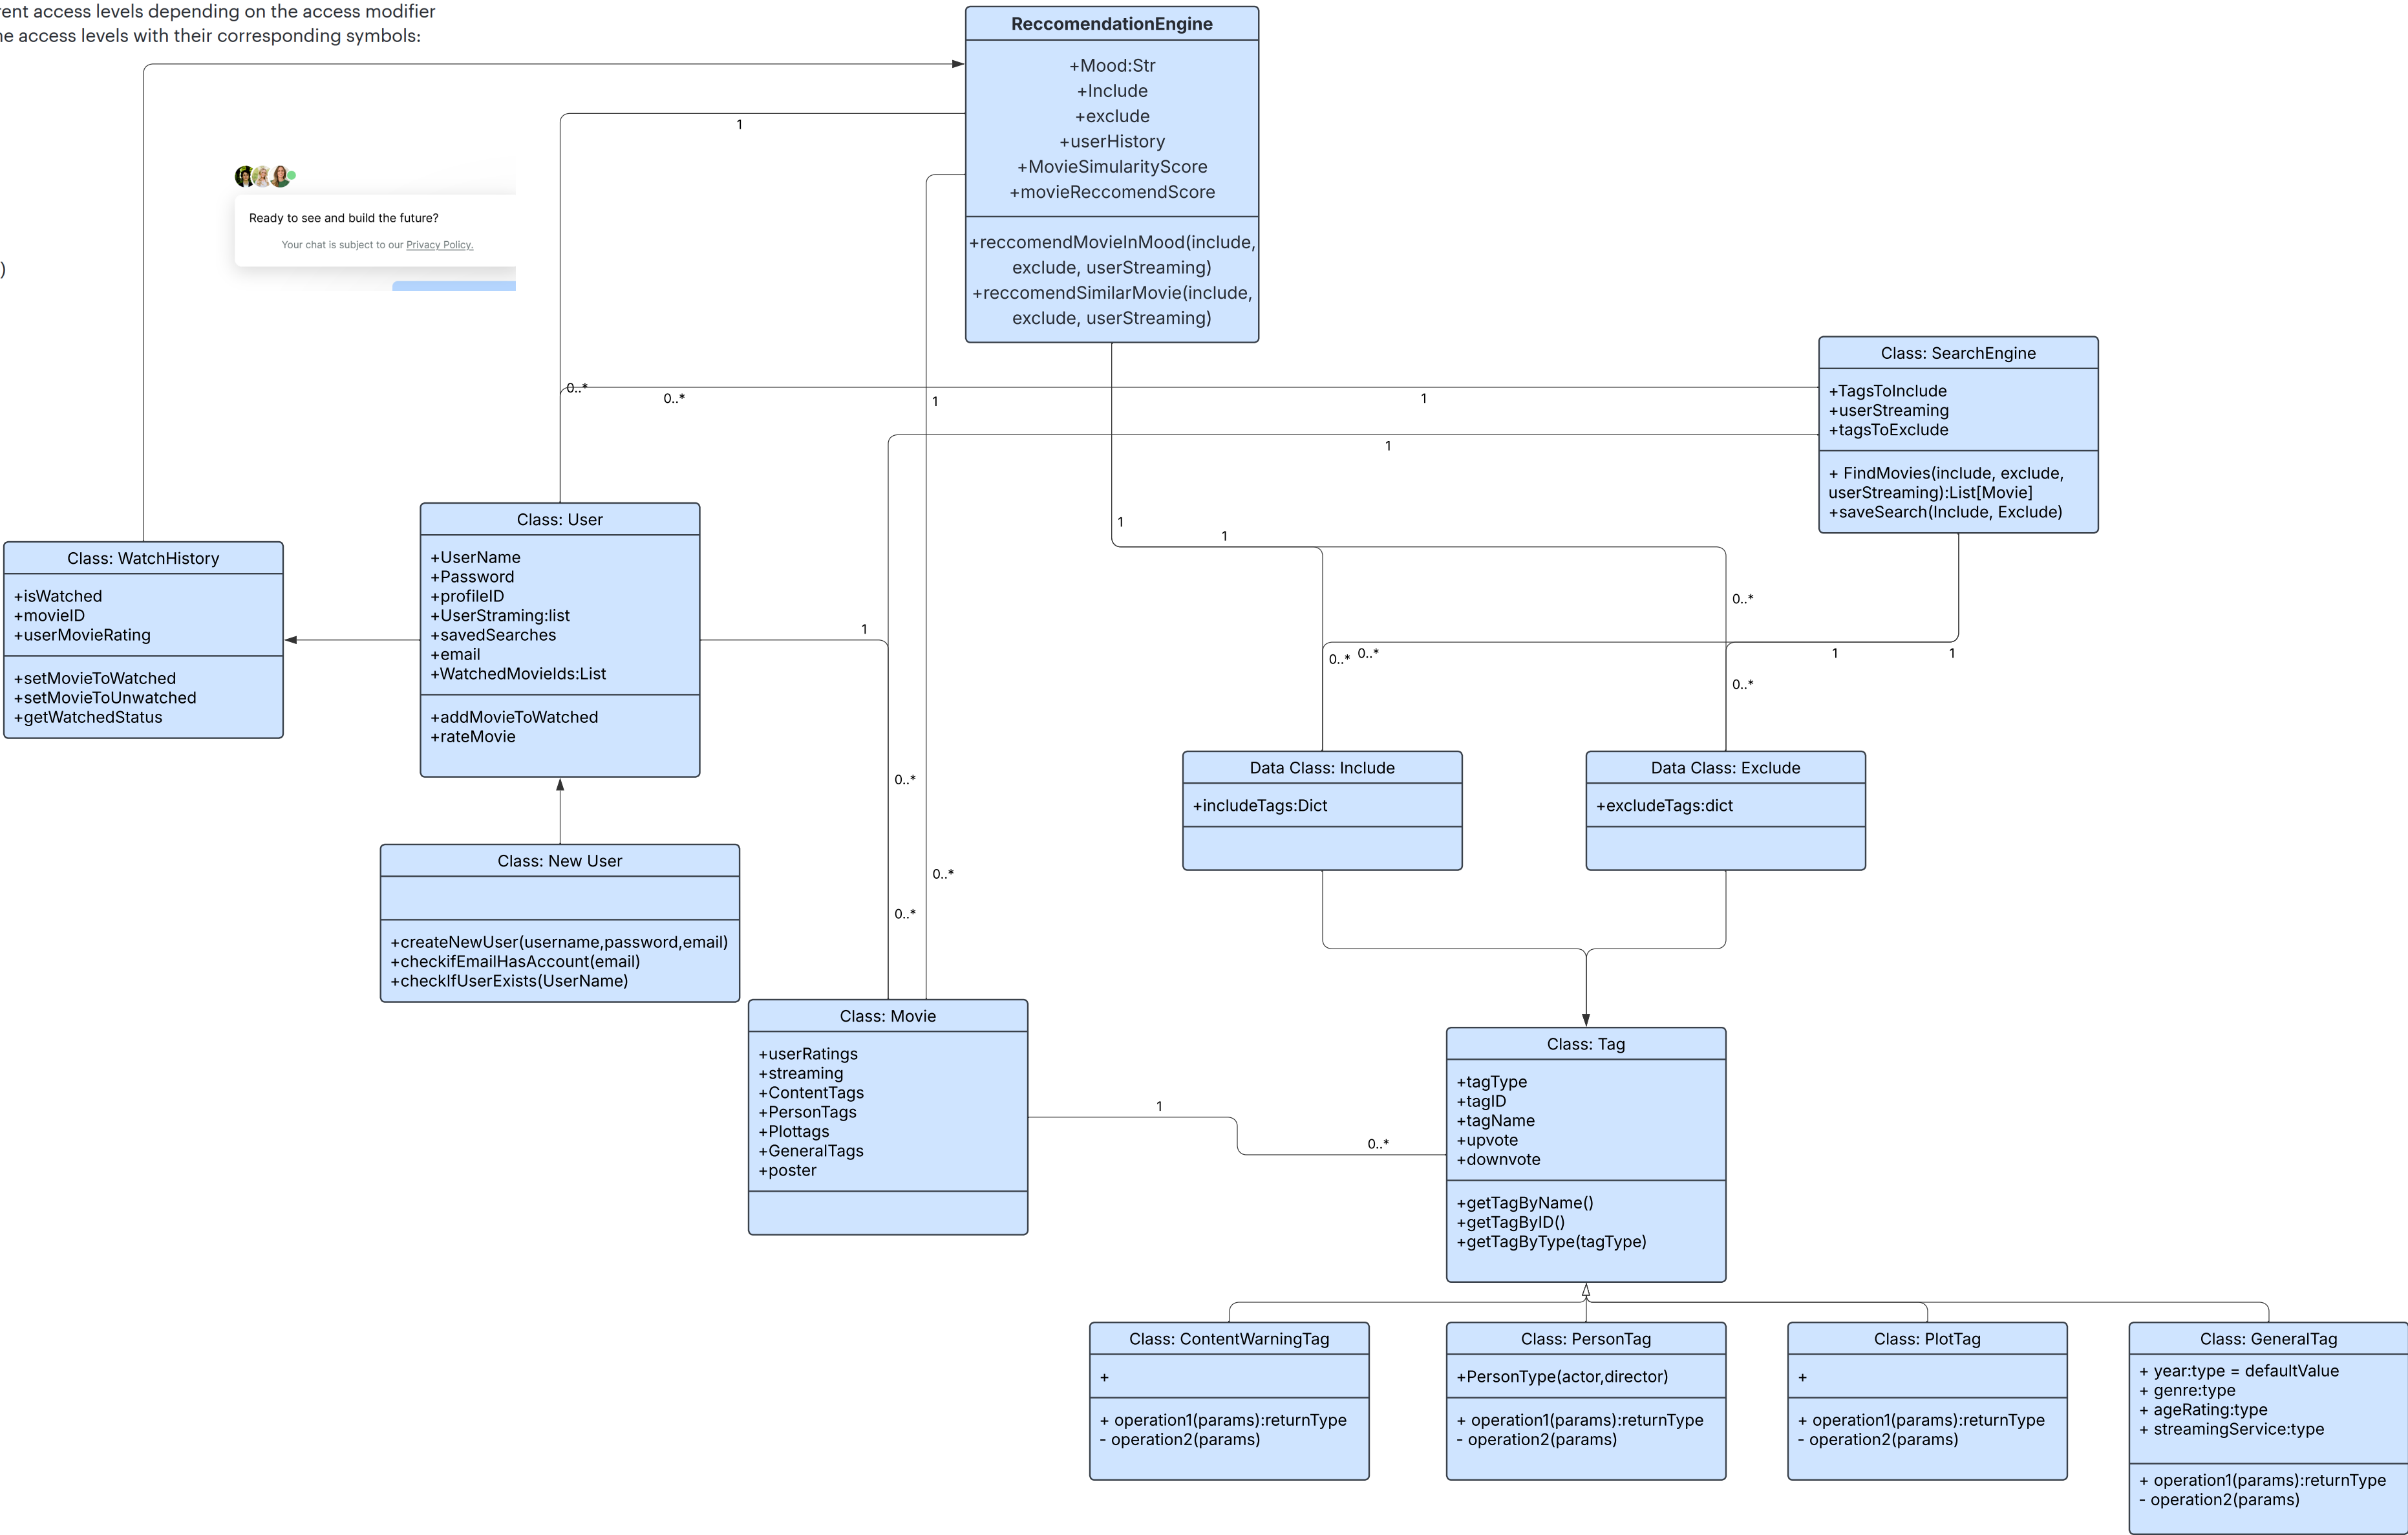 rent access levels depending on the access modifier
ne access levels with their corresponding symbols:
)
Ready to see and build the future?
Your chat is subject to our Privacy Policy.
ReccomendationEngine
+Mood:Str
+Include
+exclude
+userHistory
+MovieSimularityScore
+movieReccomendScore
+reccomendMovieInMood(include,
exclude, userStreaming)
+reccomendSimilarMovie(include,
exclude, userStreaming)
1
0..*
0..*
1
1
1
Class: SearchEngine
+TagsToInclude
+userStreaming
+tagsToExclude
+ FindMovies(include, exclude,
userStreaming):List[Movie]
+saveSearch(Include, Exclude)
1
1
0..*
0..*
0..*
1
1
0..*
Class: WatchHistory
+isWatched
+movieID
+userMovieRating
+setMovieToWatched
+setMovieToUnwatched
+getWatchedStatus
Class: User
+UserName
+Password
+profileID
+UserStraming:list
+savedSearches
+email
+WatchedMovieIds:List
+addMovieToWatched
+rateMovie
1
0..*
0..*
0..*
Data Class: Include
+includeTags:Dict
Data Class: Exclude
+excludeTags:dict
Class: New User
+createNewUser(username,password,email)
+checkifEmailHasAccount(email)
+checkIfUserExists(UserName)
Class: Movie
+userRatings
+streaming
+ContentTags
+PersonTags
+Plottags
+GeneralTags
+poster
1
0..*
Class: Tag
+tagType
+tagID
+tagName
+upvote
+downvote
+getTagByName()
+getTagByID()
+getTagByType(tagType)
Class: ContentWarningTag
+
+ operation1(params):returnType
- operation2(params)
Class: PersonTag
+PersonType(actor,director)
+ operation1(params):returnType
- operation2(params)
Class: PlotTag
+
+ operation1(params):returnType
- operation2(params)
Class: GeneralTag
+ year:type = defaultValue
+ genre:type
+ ageRating:type
+ streamingService:type
+ operation1(params):returnType
- operation2(params)